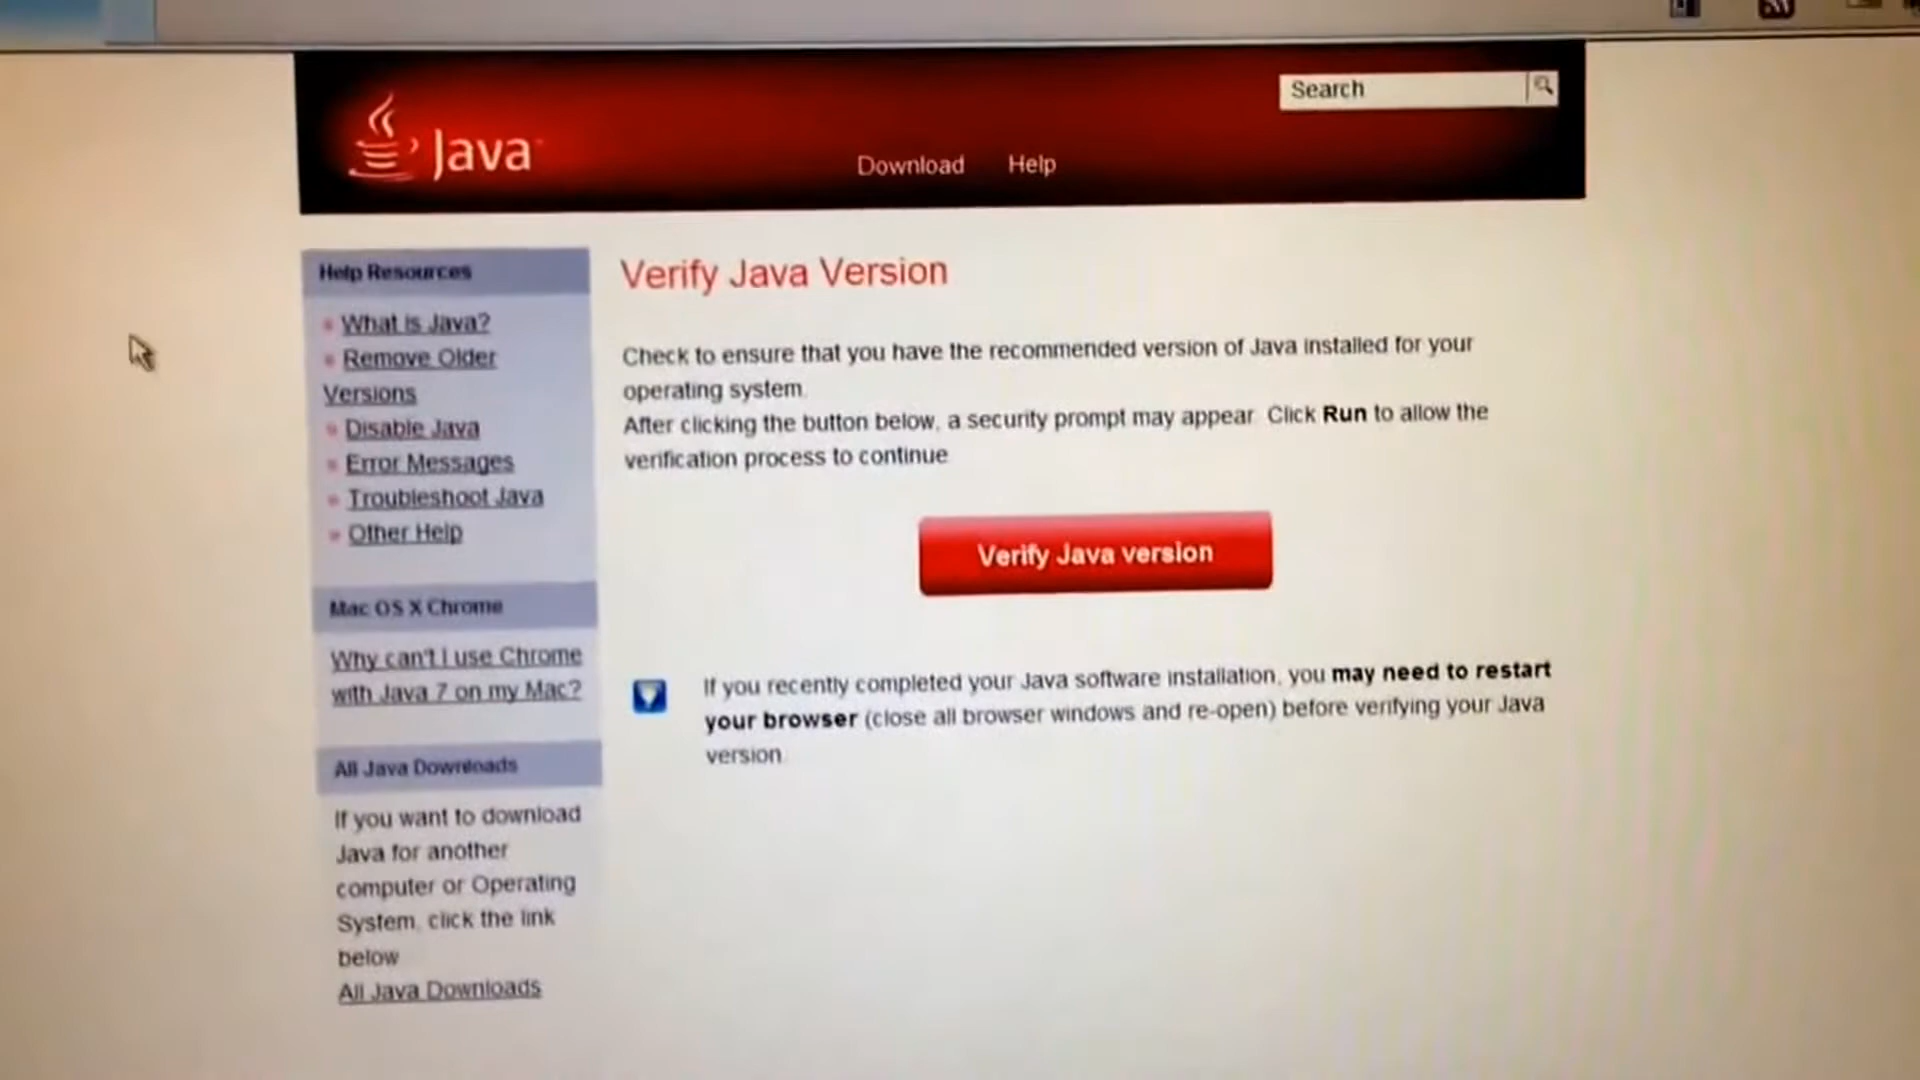 Java
Search
Download Help
Help Resources
What is Java?
Remove Older
Versions
Disable Java
Error Messages
Troubleshoot Java
Other Help
Mac OS X Chrome
Why can't I use Chrome
with Java 7 on my Mac?
All Java Downloads
If you want to download
Java for another
computer or Operating
System, click the link
below
All Java Downloads
Verify Java Version
Check to ensure that you have the recommended version of Java installed for your
operating system.
After clicking the button below, a security prompt may appear. Click Run to allow the
verification process to continue.
Verify Java version
If you recently completed your Java software installation, you may need to restart
your browser (close all browser windows and re-open) before verifying your Java
version.